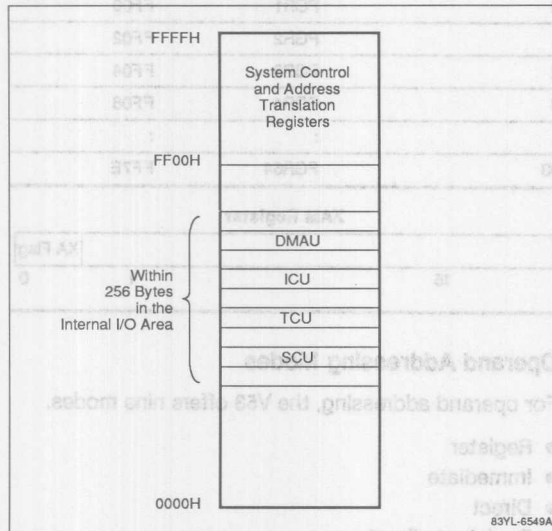 FFFFH
System Control
and Address
Translation
Registers
FF00H
DMAU
Within
256 Bytes
in the
Internal I/O Area
ICU
TCU
SCU
0000H
83YL-6549A
Operand Addressing Modes
For operand addressing, the V53 offers nine modes.
Register
Immediate
Direct